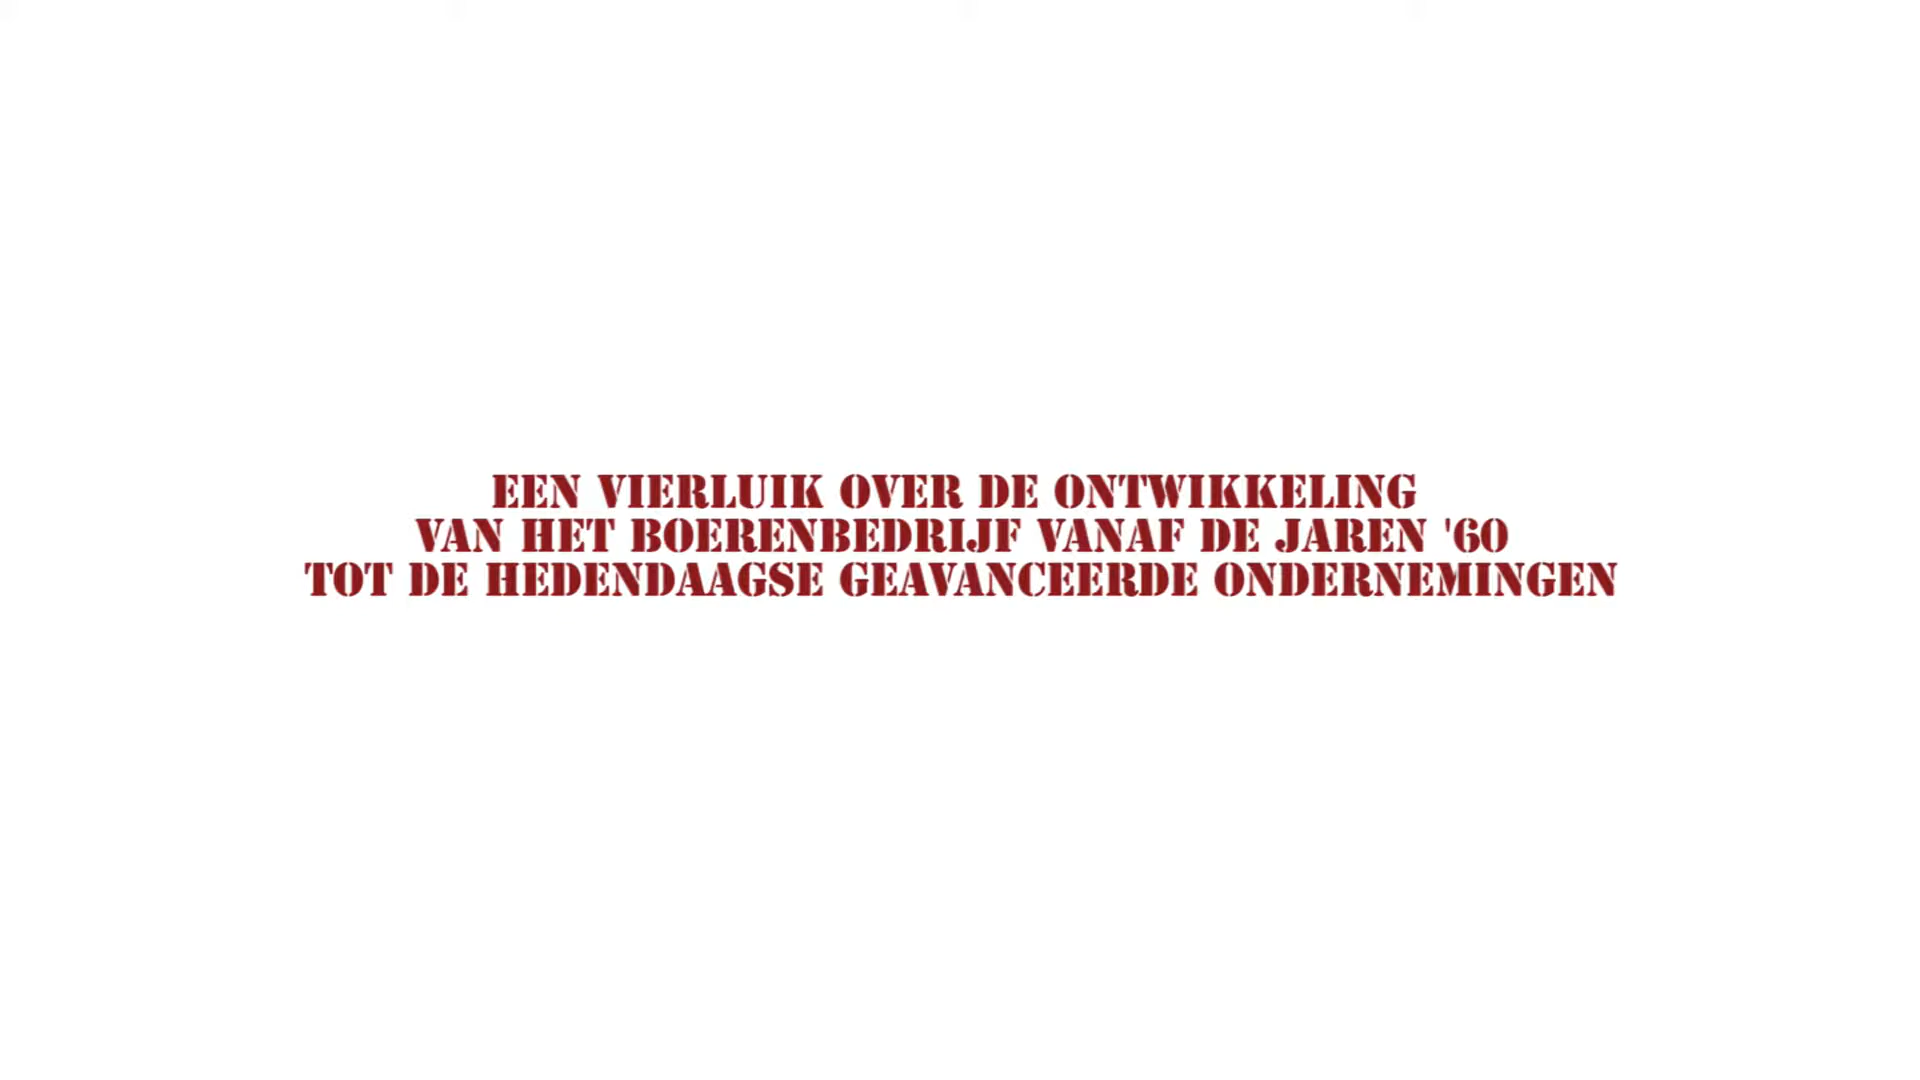 EEN VIERLUIK OVER DE ONTWIKKELING
VAN HET BOERENBEDRIJF VANAF DE JAREN '60
TOT DE HEDENDAAGSE GEAVANCEERDE ONDERNEMINGEN